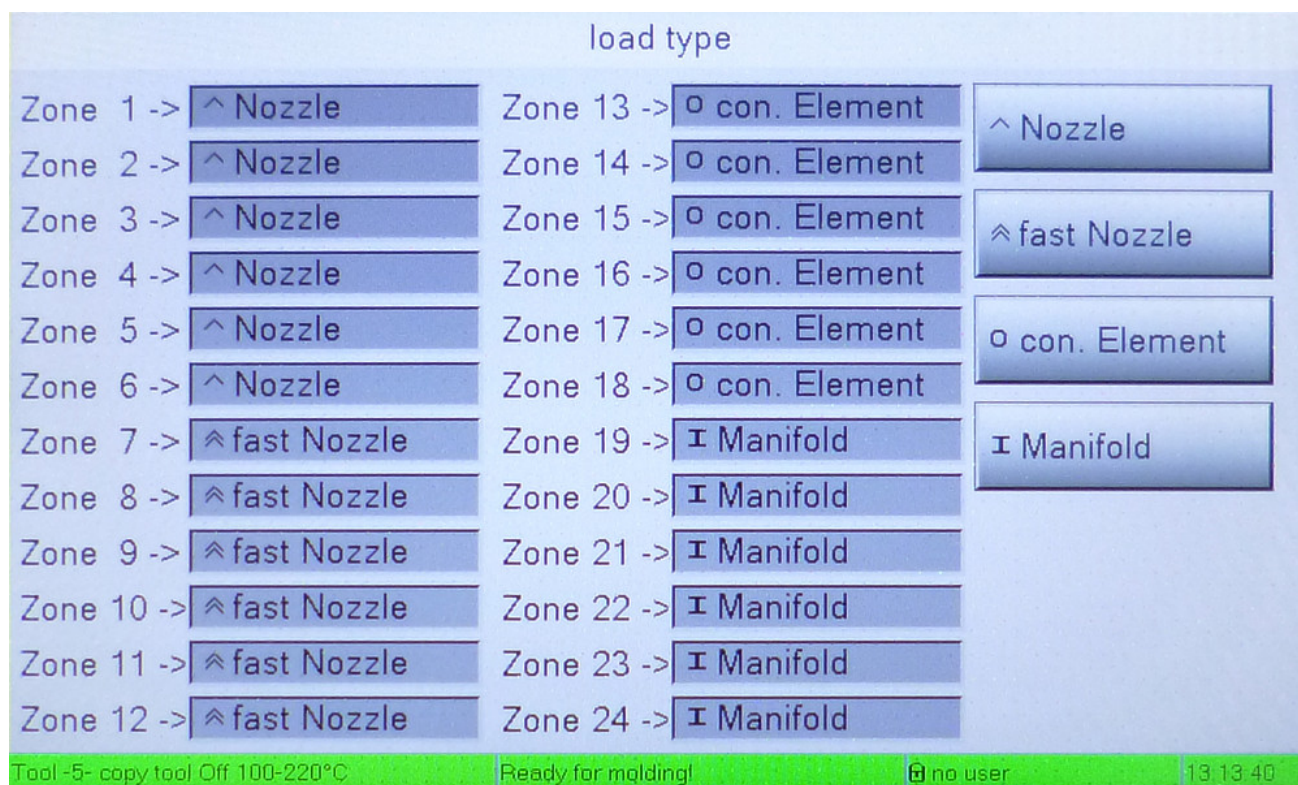 load type
Zone 1 -> ^ Nozzle
Zone 2 -> ^ Nozzle
Zone 3 -> ^ Nozzle
Zone 4 -> ^ Nozzle
Zone 5 -> ^ Nozzle
Zone 6 -> ^ Nozzle
Zone 7 -> fast Nozzle
Zone 8 -> fast Nozzle
Zone 9 -> fast Nozzle
Zone 10 -> fast Nozzle
Zone 11 -> fast Nozzle
Zone 12 -> fast Nozzle
Zone 13 -> o con. Element
Zone 14 -> o con. Element
Zone 15 -> o con. Element
Zone 16 -> o con. Element
Zone 17 -> o con. Element
Zone 18 -> o con. Element
Zone 19 -> I Manifold
Zone 20 -> I Manifold
Zone 21 -> I Manifold
Zone 22 -> I Manifold
Zone 23 -> I Manifold
Zone 24 -> I Manifold
^ Nozzle
fast Nozzle
o con. Element
I Manifold
Tool -5- copy tool Off 100-220°C Ready for molding! no user 13:13:40